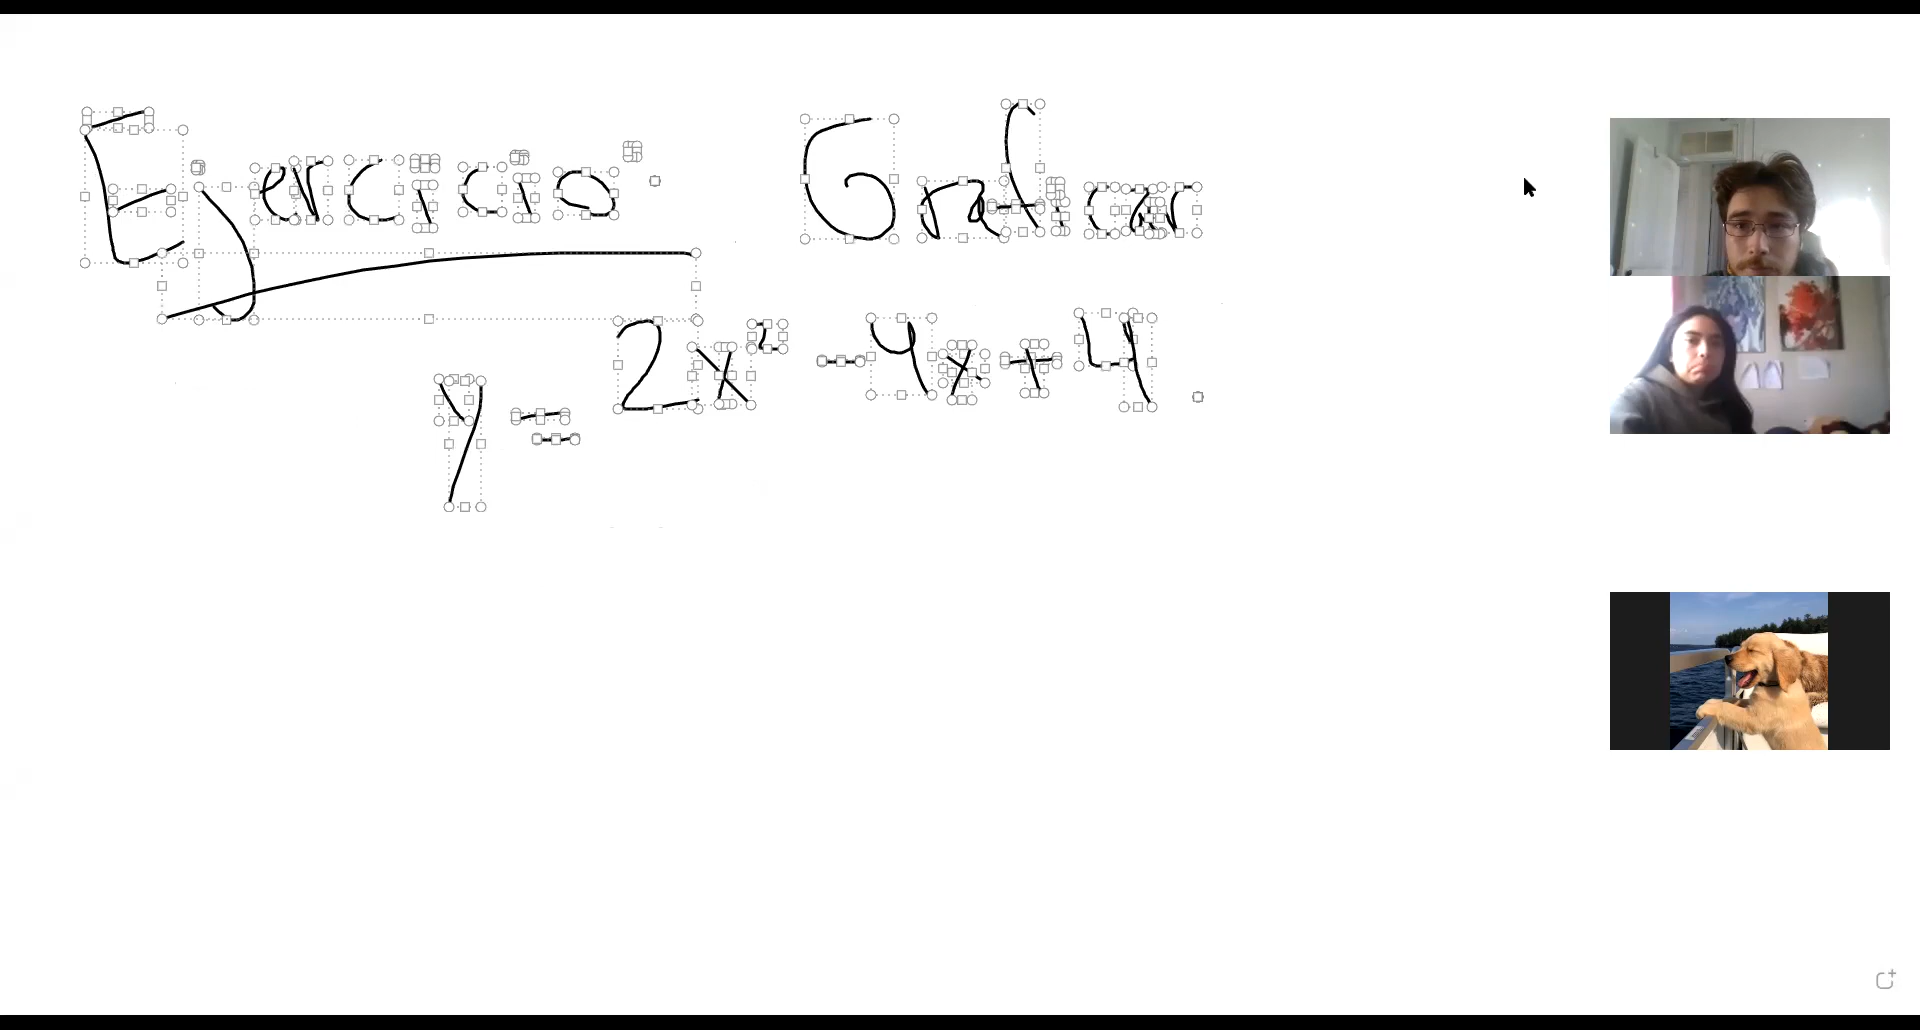 Ejercicio: Graficar
y = 2x² - 4x + 4